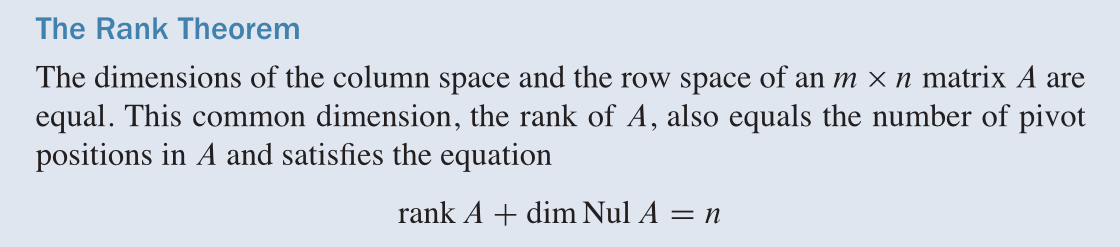 The Rank Theorem
The dimensions of the column space and the row space of an m × n matrix A are
equal. This common dimension, the rank of A, also equals the number of pivot
positions in A and satisfies the equation
rank A + dim Nul A = n